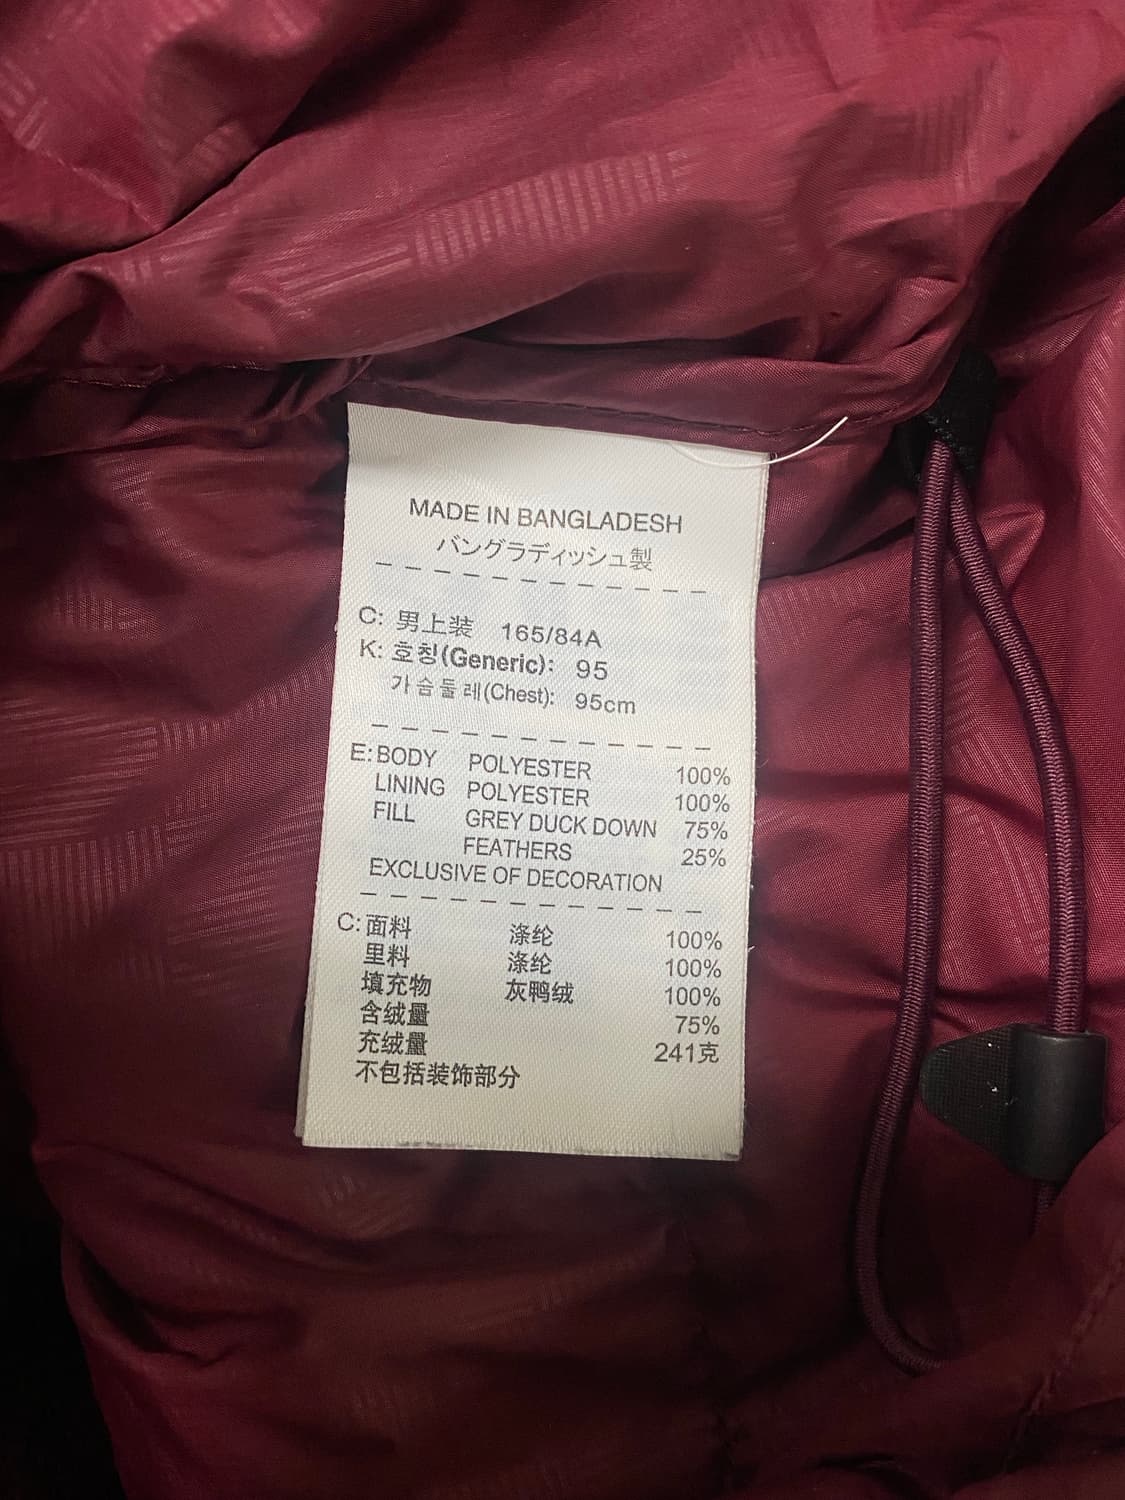 MADE IN BANGLADESH
バングラディッシュ製
C: 男上装 165/84A
K: 호칭(Generic): 95
가슴둘레(Chest): 95cm
E: BODY POLYESTER 100%
LINING POLYESTER 100%
FILL GREY DUCK DOWN 75%
FEATHERS 25%
EXCLUSIVE OF DECORATION
C: 面料 涤纶 100%
里料 涤纶 100%
填充物 灰鸭绒 100%
含绒量 75%
充绒量 241克
不包括装饰部分